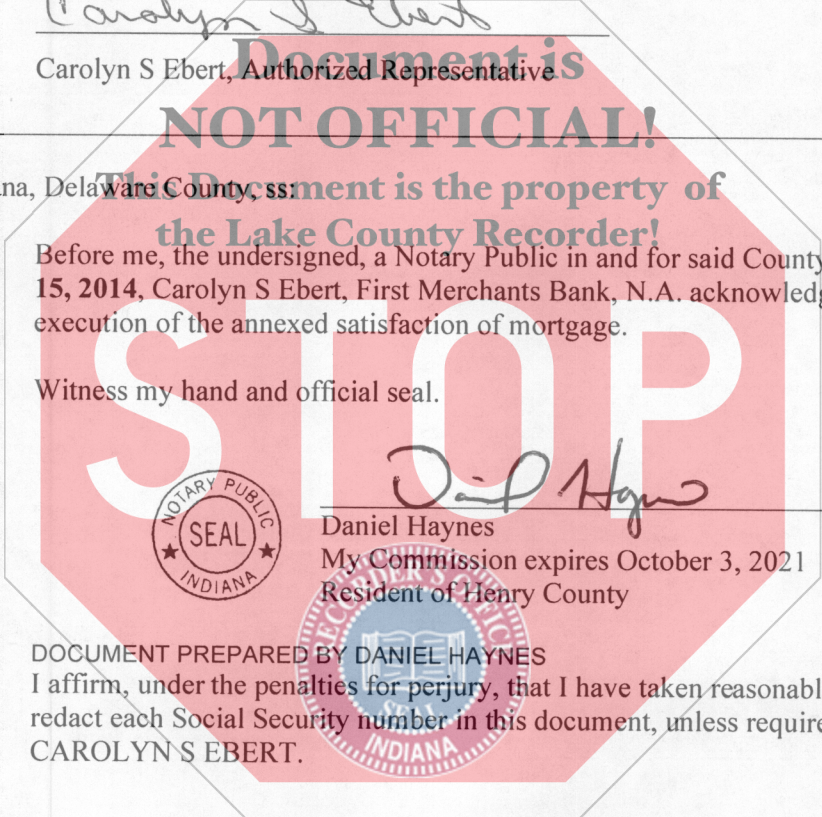 Carolyn S Ebert
Carolyn S Ebert, Authorized Representative
Document is
NOT OFFICIAL!
na, Delaware County, ss:
This Document is the property of
the Lake County Recorder!
Before me, the undersigned, a Notary Public in and for said County
15, 2014, Carolyn S Ebert, First Merchants Bank, N.A. acknowledg
execution of the annexed satisfaction of mortgage.
STOP
Witness my hand and official seal.
Daniel Haynes
NOTARY PUBLIC
SEAL
INDIANA
Daniel Haynes
My Commission expires October 3, 2021
Resident of Henry County
RECORDER'S OFFICE
SEAL
INDIANA
DOCUMENT PREPARED BY DANIEL HAYNES
I affirm, under the penalties for perjury, that I have taken reasonabl
redact each Social Security number in this document, unless require
CAROLYN S EBERT.